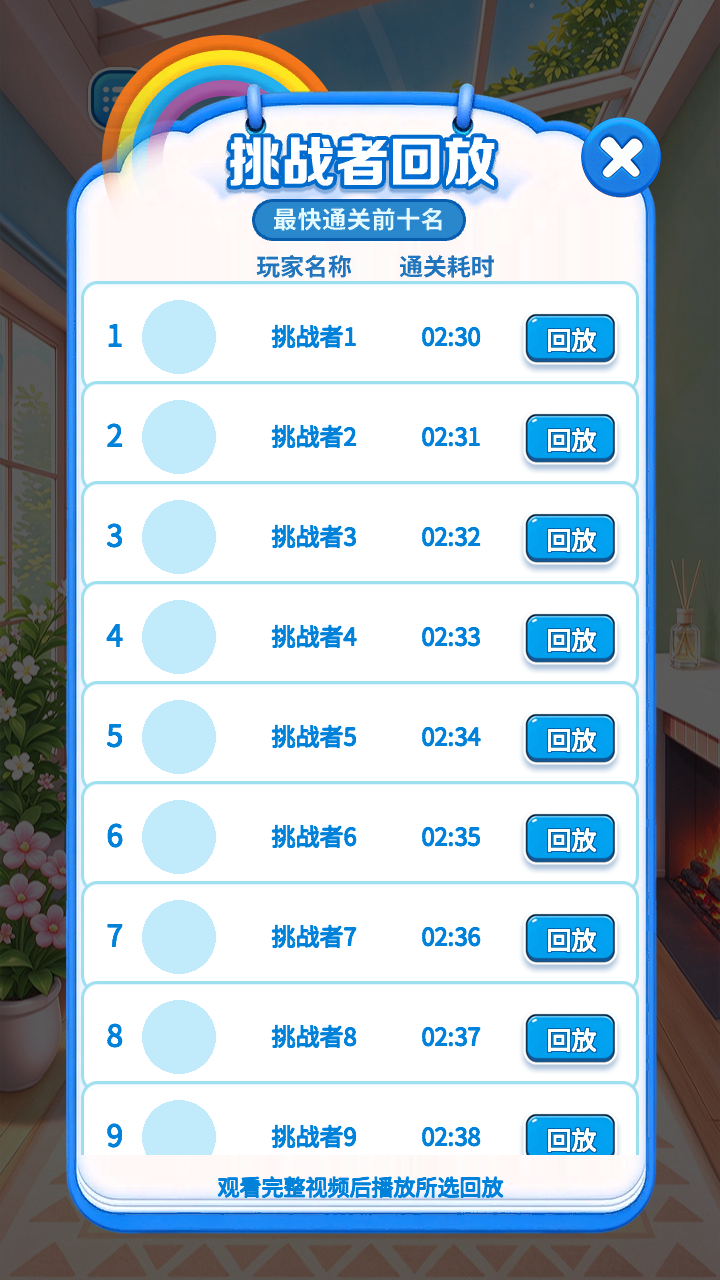 挑战者回放
最快通关前十名
玩家名称 通关耗时
1 挑战者1 02:30 回放
2 挑战者2 02:31 回放
3 挑战者3 02:32 回放
4 挑战者4 02:33 回放
5 挑战者5 02:34 回放
6 挑战者6 02:35 回放
7 挑战者7 02:36 回放
8 挑战者8 02:37 回放
9 挑战者9 02:38 回放
观看完整视频后播放所选回放